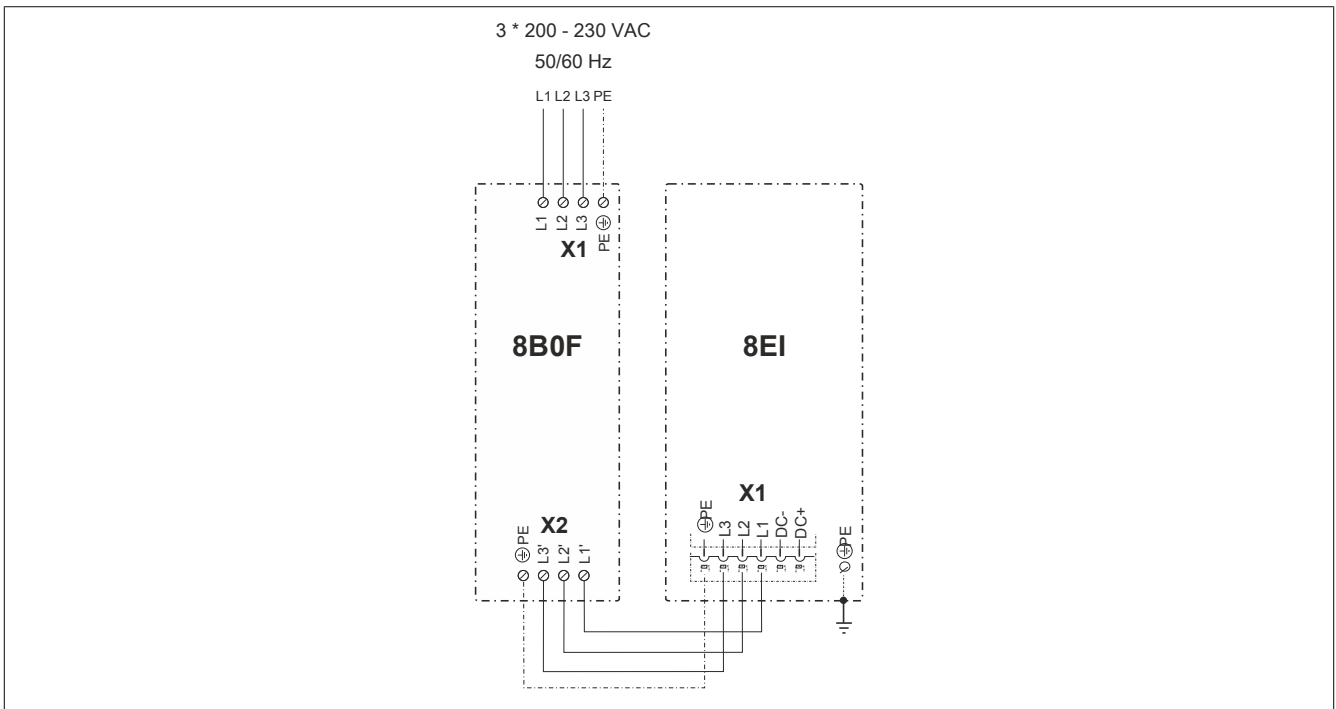 3 * 200 - 230 VAC
50/60 Hz
L1 L2 L3 PE
L1 L2 L3 PE
X1
8B0F
8EI
X1
PE L3 L2 L1 DC- DC+ PE
X2
PE L3' L2' L1'